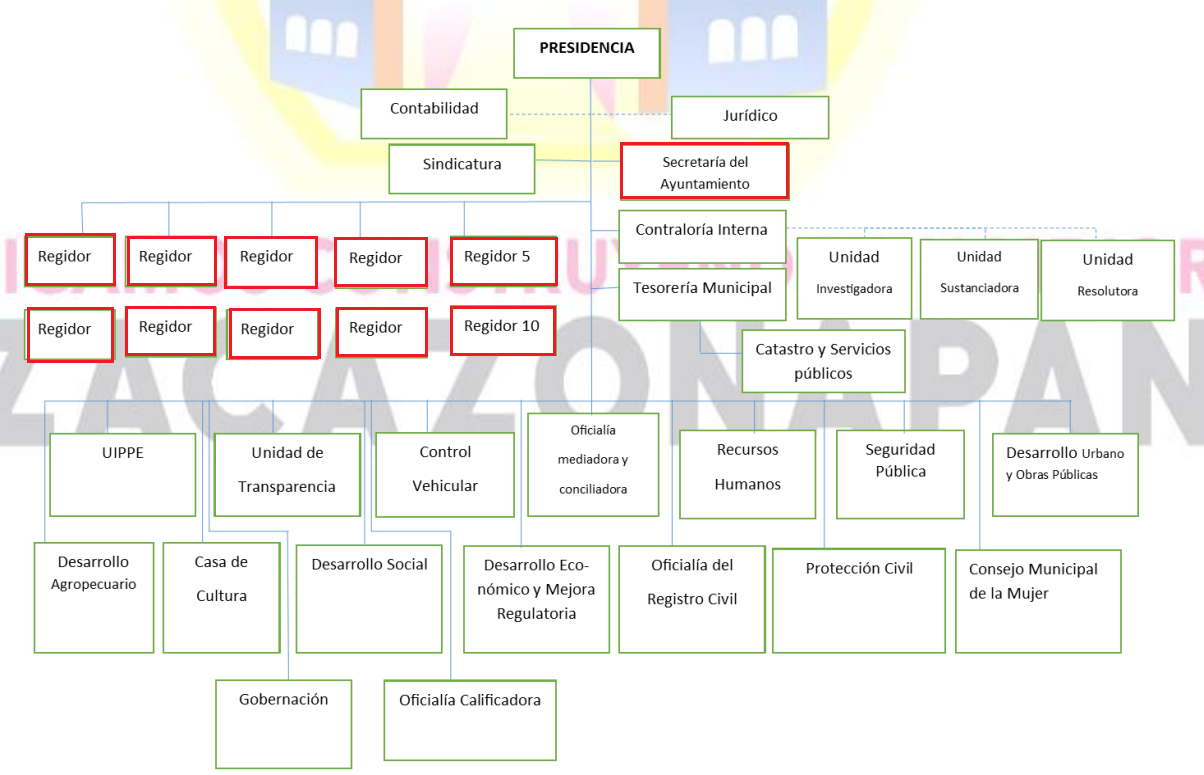 PRESIDENCIA
Contabilidad
Jurídico
Sindicatura
Secretaría del
Ayuntamiento
Contraloría Interna
Regidor
Regidor
Regidor
Regidor
Regidor 5
Unidad
Investigadora
Unidad
Sustanciadora
Unidad
Resolutora
Tesorería Municipal
Regidor
Regidor
Regidor
Regidor
Regidor 10
Catastro y Servicios
públicos
ZACAZONAPAN
UIPPE
Unidad de
Transparencia
Control
Vehicular
Oficialía
mediadora y
conciliadora
Recursos
Humanos
Seguridad
Pública
Desarrollo Urbano
y Obras Públicas
Desarrollo
Agropecuario
Casa de
Cultura
Desarrollo Social
Desarrollo Eco-
nómico y Mejora
Regulatoria
Oficialía del
Registro Civil
Protección Civil
Consejo Municipal
de la Mujer
Gobernación
Oficialía Calificadora